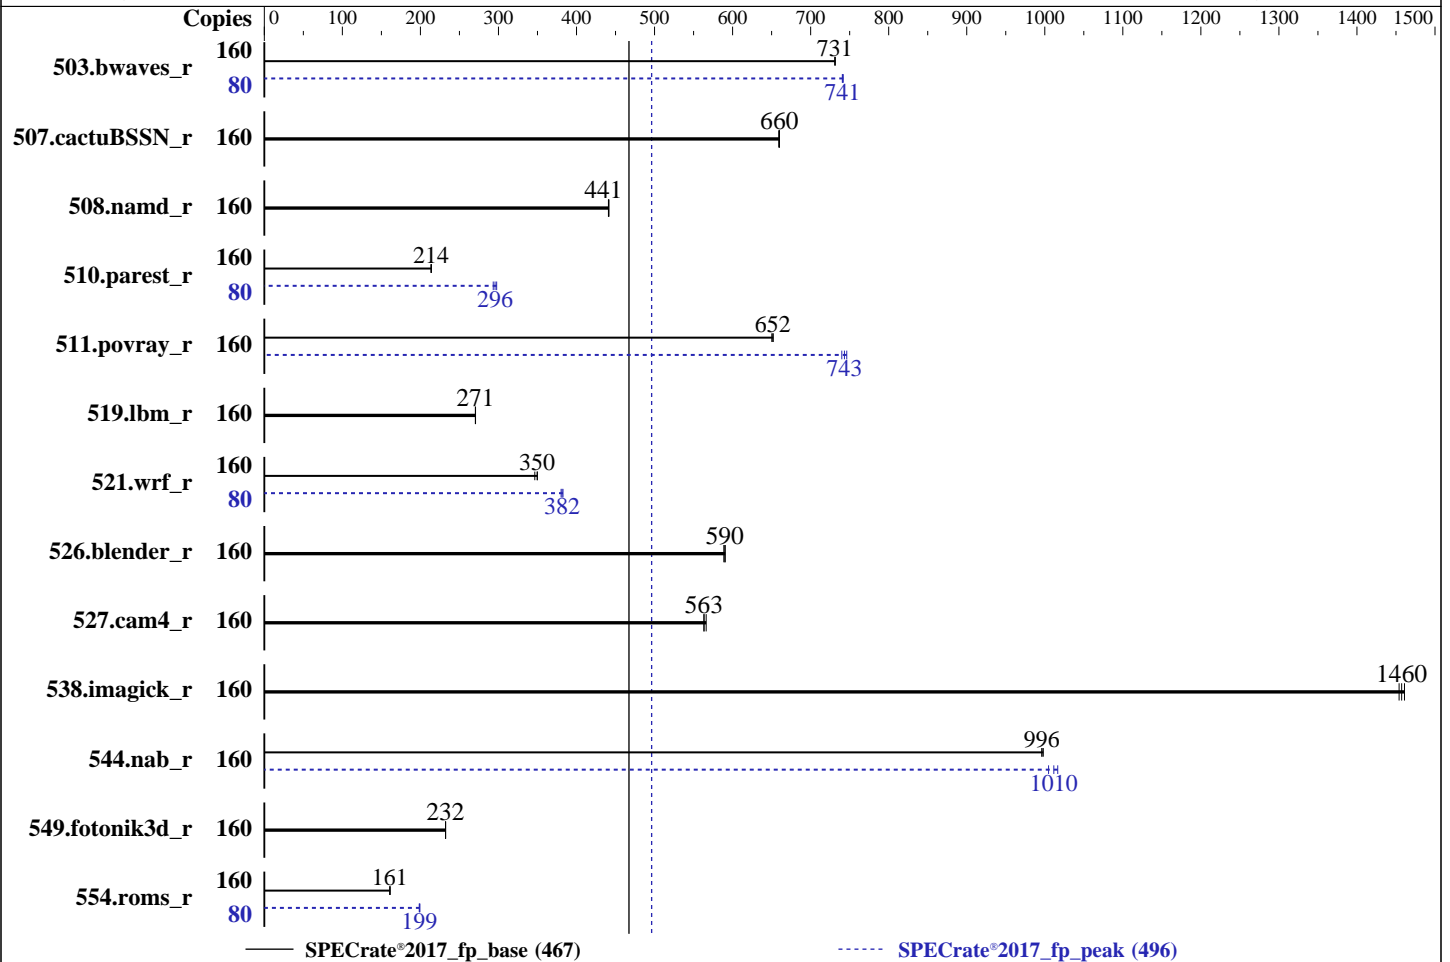 Copies 0 100 200 300 400 500 600 700 800 900 1000 1100 1200 1300 1400 1500
503.bwaves_r 160 731
80 741
507.cactuBSSN_r 160 660
508.namd_r 160 441
510.parest_r 160 214
80 296
511.povray_r 160 652
743
519.lbm_r 160 271
521.wrf_r 160 350
80 382
526.blender_r 160 590
527.cam4_r 160 563
538.imagick_r 160 1460
544.nab_r 160 996
1010
549.fotonik3d_r 160 232
554.roms_r 160 161
80 199
SPECrate®2017_fp_base (467) SPECrate®2017_fp_peak (496)